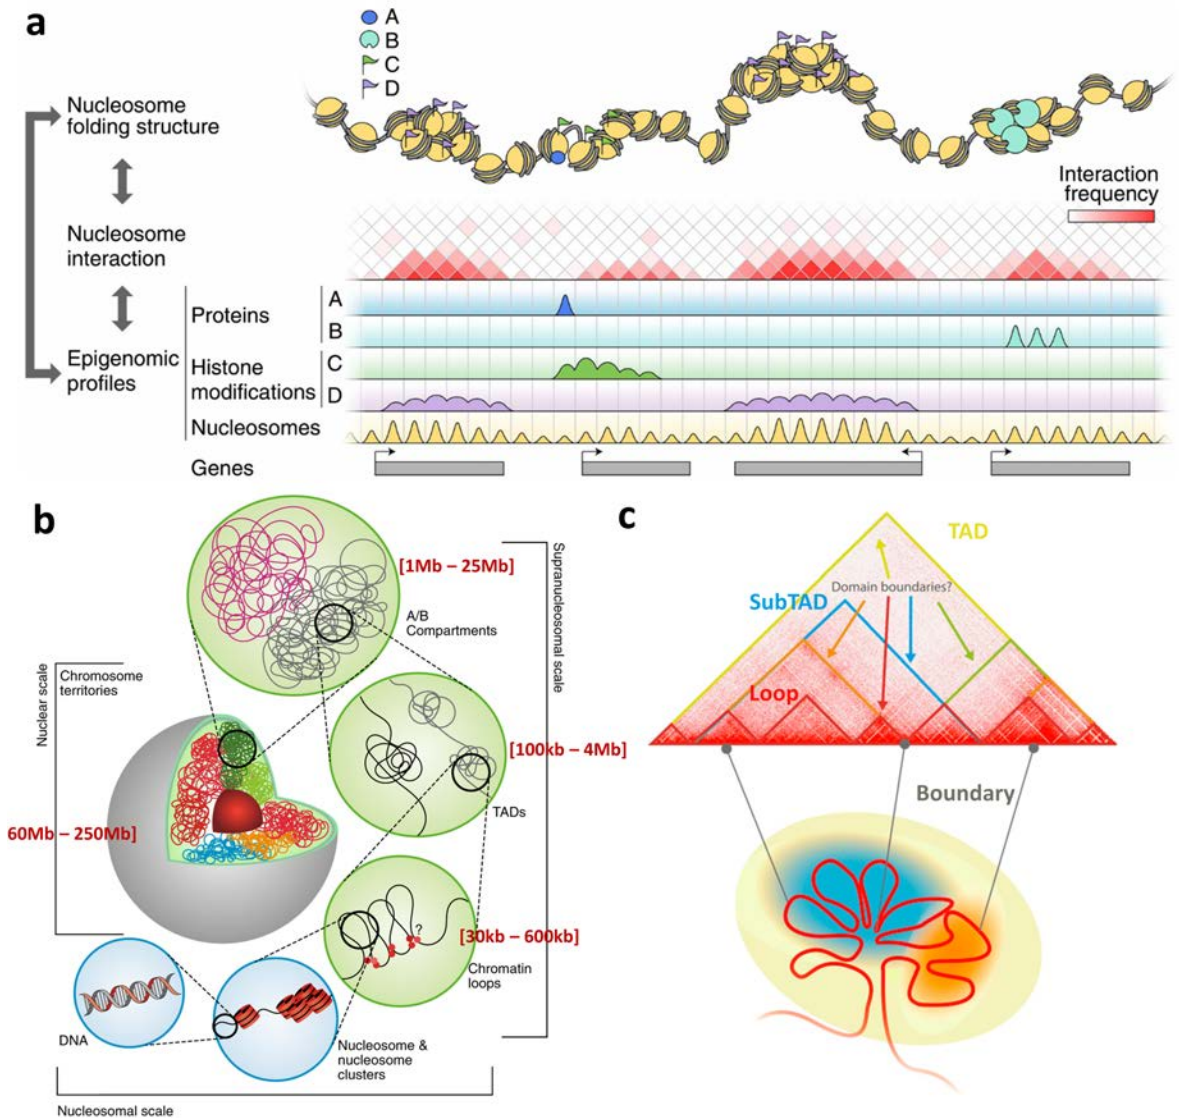 a
A
B
C
D
Nucleosome
folding structure
Interaction
frequency
Nucleosome
interaction
Proteins
A
B
Epigenomic
profiles
Histone
modifications
C
D
Nucleosomes
Genes
b
[1Mb – 25Mb]
A/B
Compartments
Supranucleosomal scale
Nuclear scale
Chromosome
territories
[100kb – 4Mb]
TADs
60Mb – 250Mb]
?
[30kb – 600kb]
Chromatin
loops
DNA
Nucleosome &
nucleosome
clusters
Nucleosomal scale
c
TAD
Domain boundaries?
SubTAD
Loop
Boundary